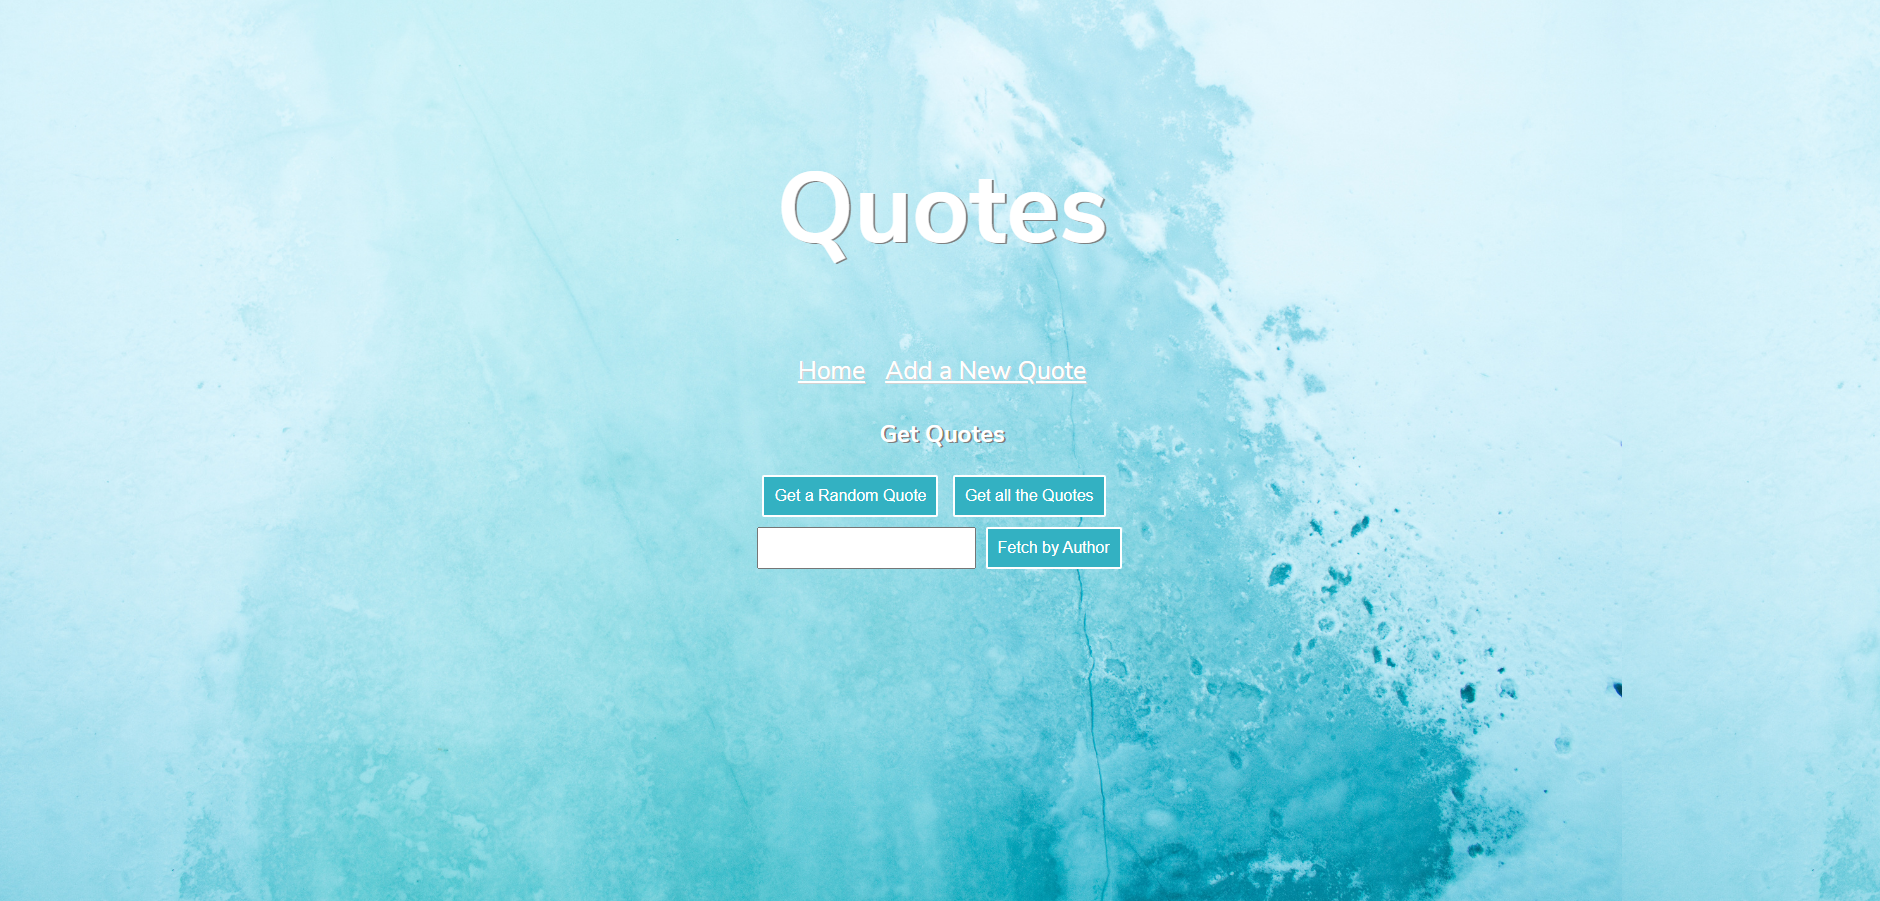 Quotes
Home Add a New Quote
Get Quotes
Get a Random Quote Get all the Quotes
Fetch by Author